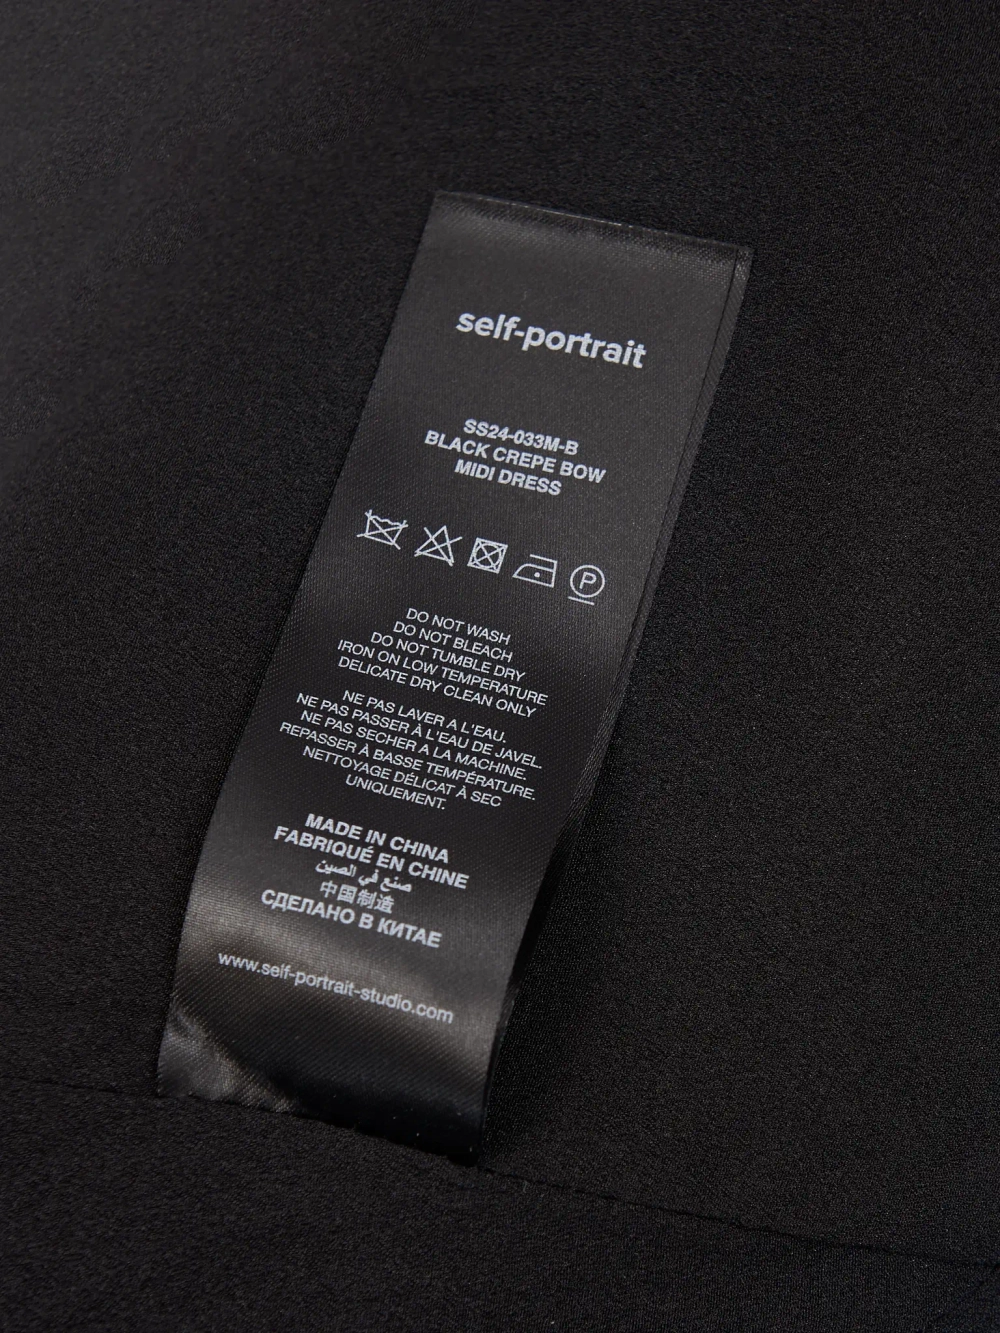 self-portrait
SS24-033M-B
BLACK CREPE BOW
MIDI DRESS
P
DO NOT WASH
DO NOT BLEACH
DO NOT TUMBLE DRY
IRON ON LOW TEMPERATURE
DELICATE DRY CLEAN ONLY
NE PAS LAVER A L'EAU.
NE PAS PASSER À L'EAU DE JAVEL.
NE PAS SECHER A LA MACHINE.
REPASSER À BASSE TEMPÉRATURE.
NETTOYAGE DÉLICAT À SEC
UNIQUEMENT.
MADE IN CHINA
FABRIQUÉ EN CHINE
صنع في الصين
中国制造
СДЕЛАНО В КИТАЕ
www.self-portrait-studio.com